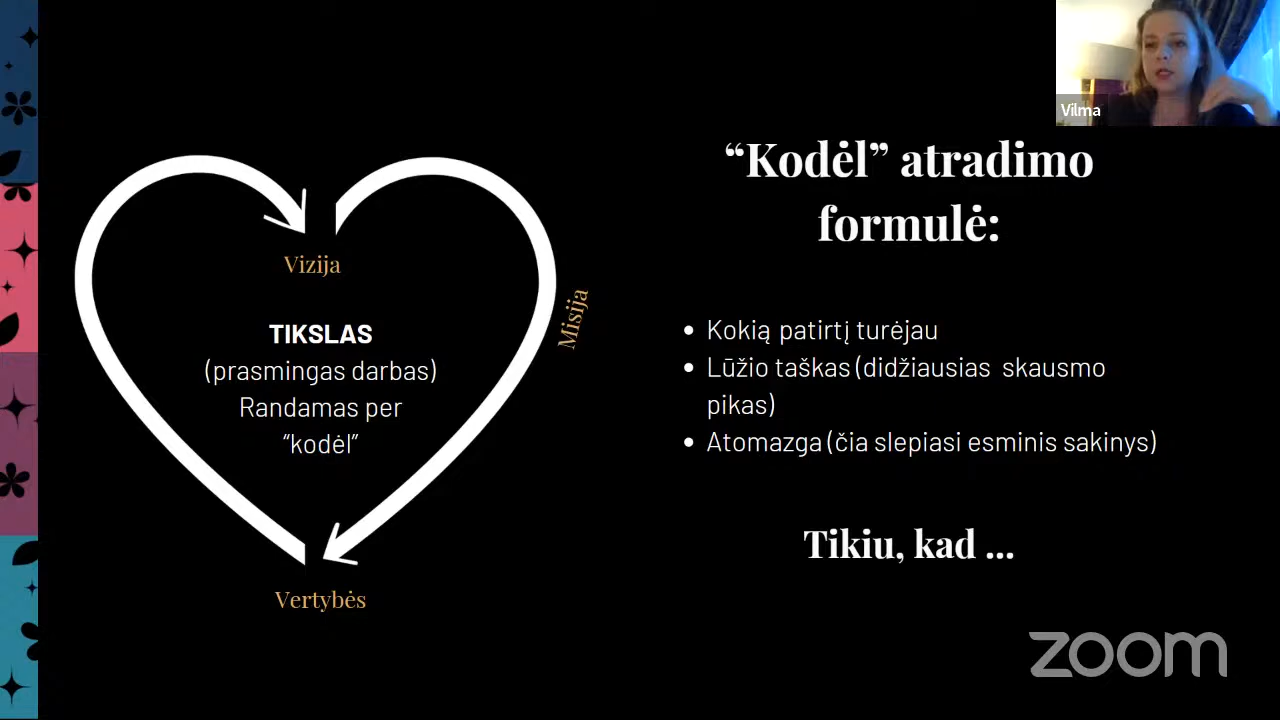 Vilma
Vizija
Misija
TIKSLAS
(prasmingas darbas)
Randamas per
“kodėl”
Vertybės
“Kodėl” atradimo
formulė:
• Kokią patirtį turėjau
• Lūžio taškas (didžiausias skausmo
pikas)
• Atomazga (čia slepiasi esminis sakinys)
Tikiu, kad ...
zoom